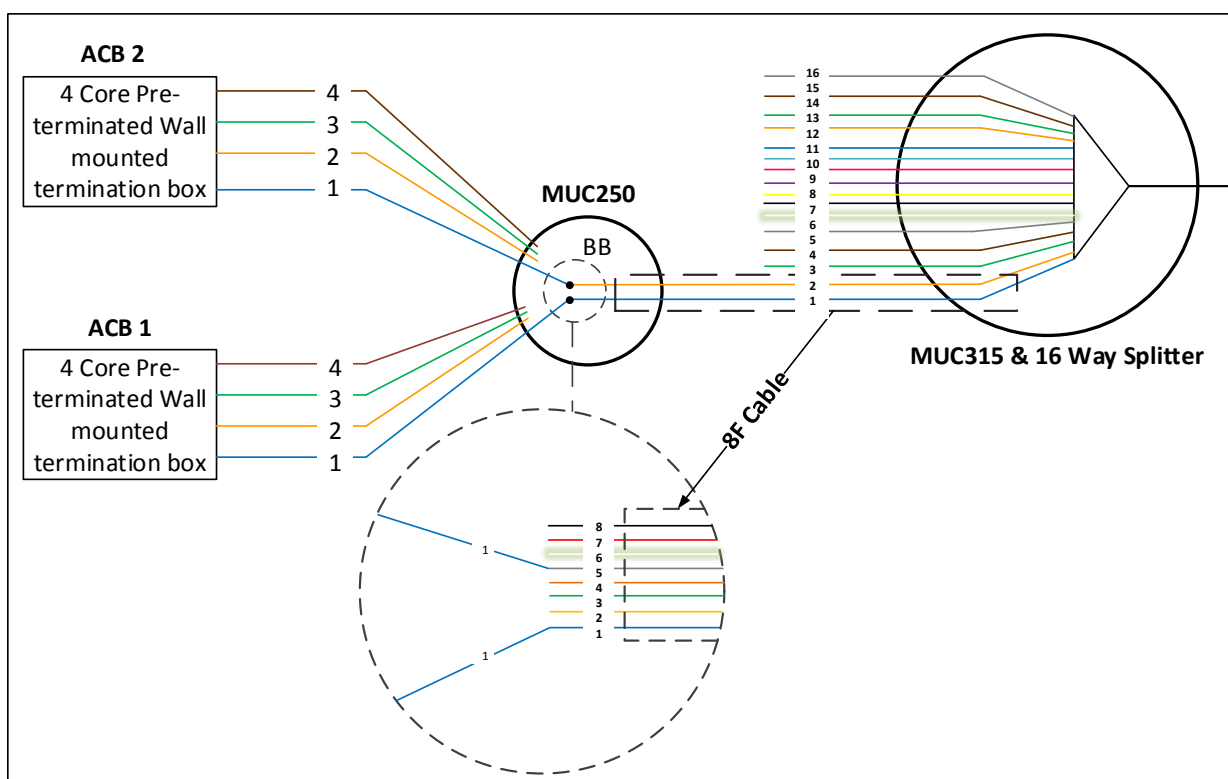 ACB 2
4 Core Pre-
terminated Wall
mounted
termination box
4
3
2
1
MUC250
BB
16
15
14
13
12
11
10
9
8
7
6
5
4
3
2
1
MUC315 & 16 Way Splitter
ACB 1
4 Core Pre-
terminated Wall
mounted
termination box
4
3
2
1
8F Cable
1
8
7
6
5
4
3
2
1
1